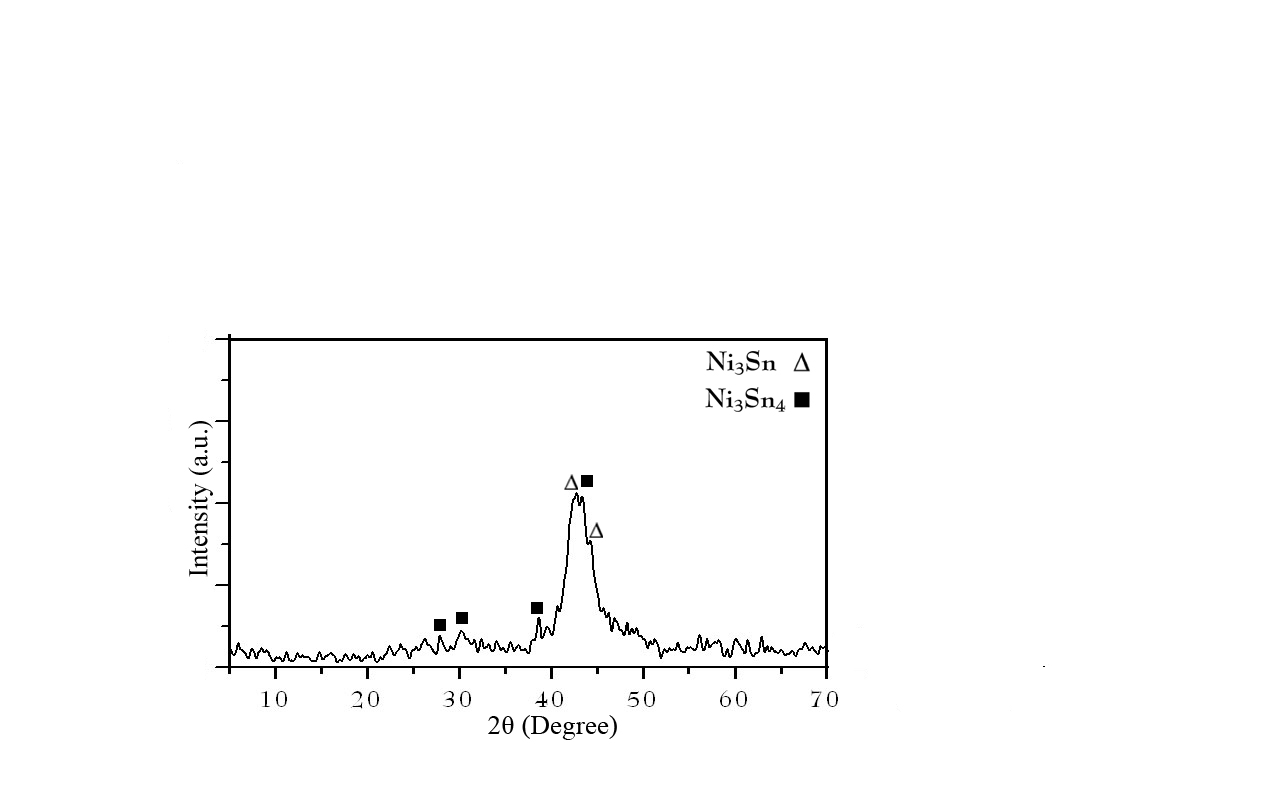 Ni₃Sn Δ
Ni₃Sn₄ ■
Δ ■
Δ
■
■ ■
Intensity (a.u.)
10 20 30 40 50 60 70
2θ (Degree)